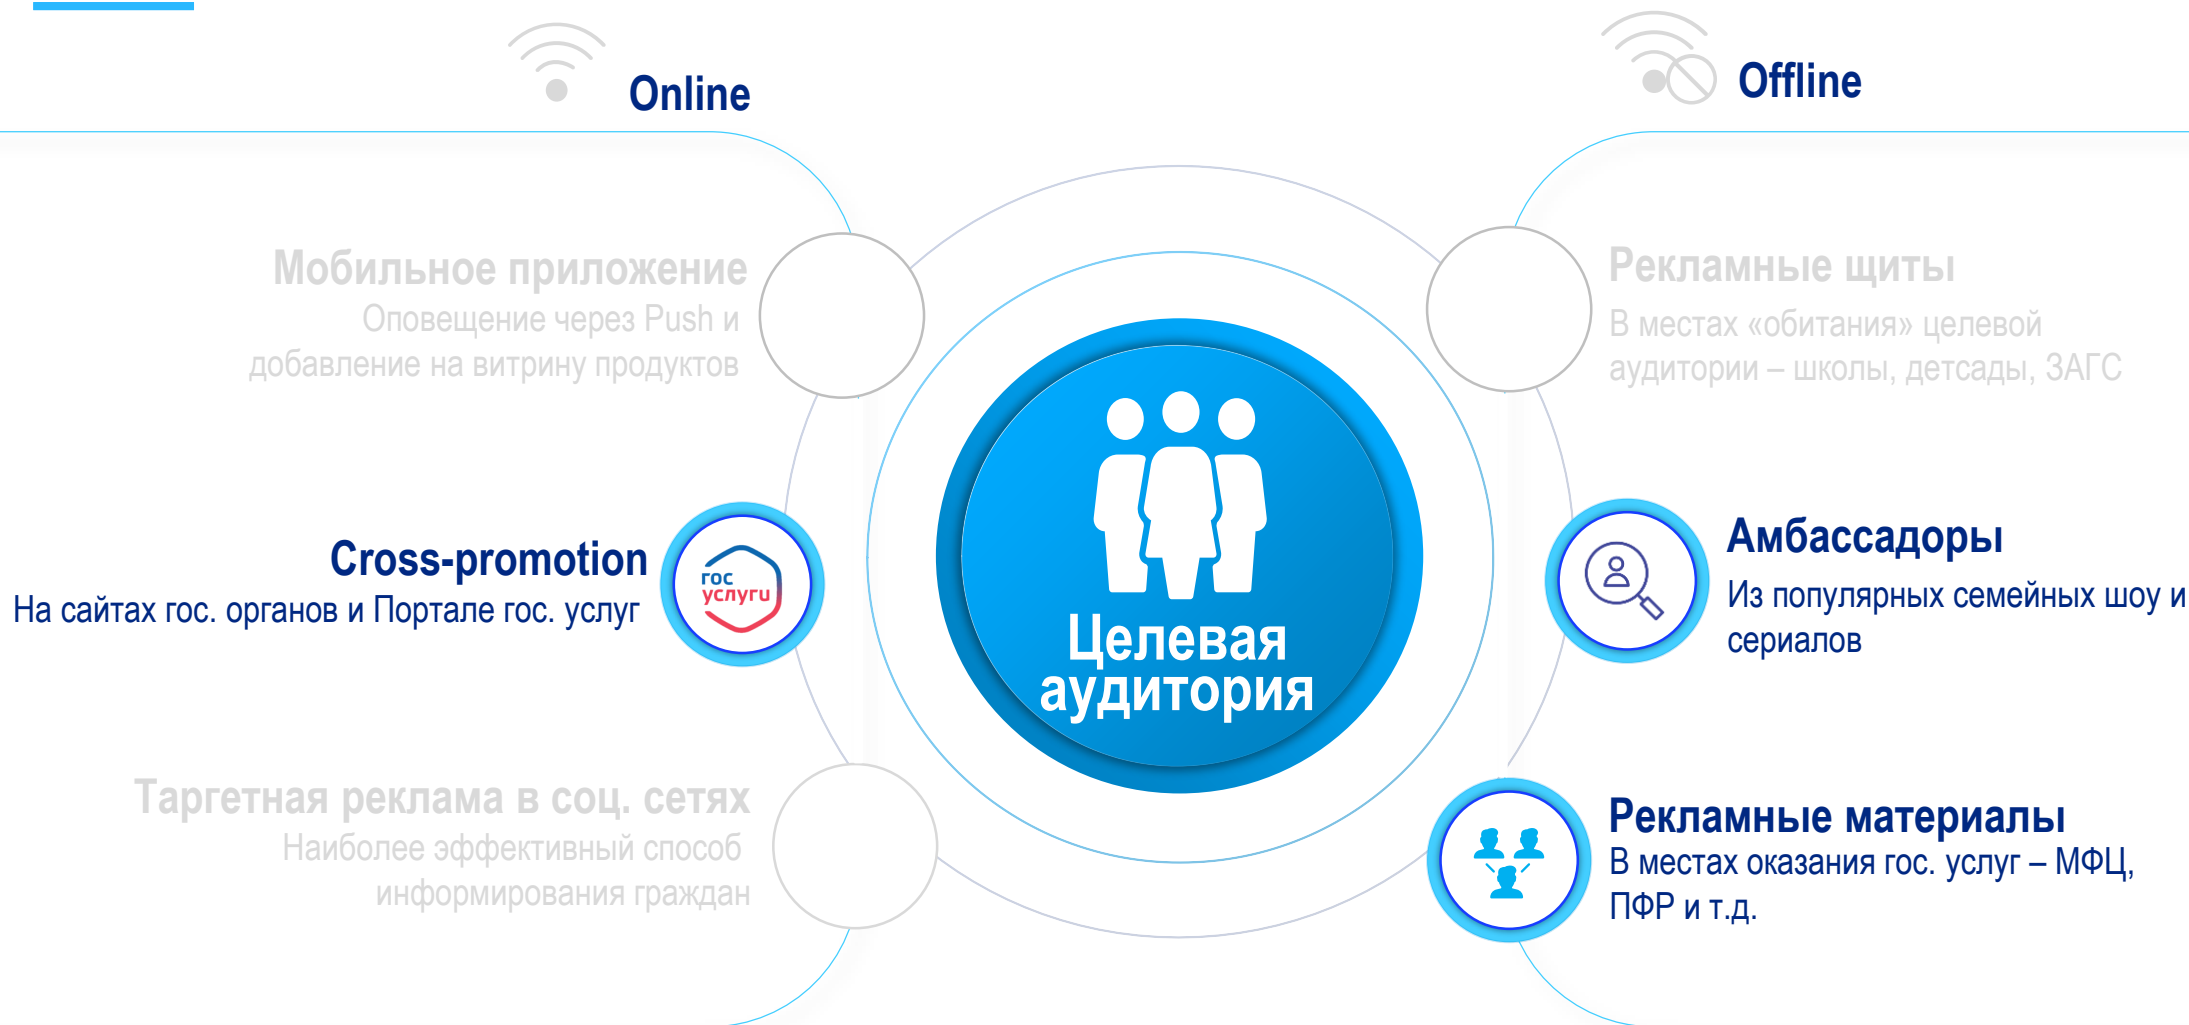 Online
Мобильное приложение
Оповещение через Push и
добавление на витрину продуктов
Cross-promotion
На сайтах гос. органов и Портале гос. услуг
гос
услуги
Таргетная реклама в соц. сетях
Наиболее эффективный способ
информирования граждан
Целевая
аудитория
Offline
Рекламные щиты
В местах «обитания» целевой
аудитории – школы, детсады, ЗАГС
Амбассадоры
Из популярных семейных шоу и
сериалов
Рекламные материалы
В местах оказания гос. услуг – МФЦ,
ПФР и т.д.